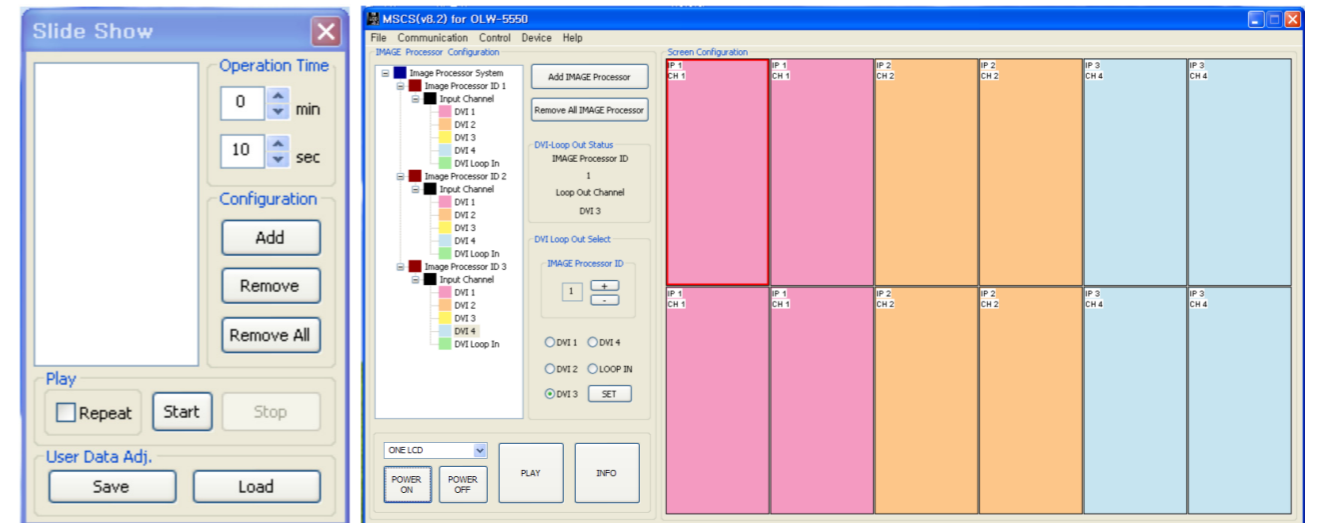 Slide Show
Operation Time
0 min
10 sec
Configuration
Add
Remove
Remove All
Play
Repeat Start Stop
User Data Adj.
Save Load
MSCS(v8.2) for OLW-5550
File Communication Control Device Help
IMAGE Processor Configuration
Image Processor System
Image Processor ID 1
Input Channel
DVI 1
DVI 2
DVI 3
DVI 4
DVI Loop In
Image Processor ID 2
Input Channel
DVI 1
DVI 2
DVI 3
DVI 4
DVI Loop In
Image Processor ID 3
Input Channel
DVI 1
DVI 2
DVI 3
DVI 4
DVI Loop In
Add IMAGE Processor
Remove All IMAGE Processor
DVI-Loop Out Status
IMAGE Processor ID
1
Loop Out Channel
DVI 3
DVI Loop Out Select
IMAGE Processor ID
1 + -
DVI 1 DVI 4
DVI 2 LOOP IN
DVI 3 SET
ONE LCD
POWER ON
POWER OFF
PLAY
INFO
Screen Configuration
IP 1 IP 1 IP 2 IP 2 IP 3 IP 3
CH 1 CH 1 CH 2 CH 2 CH 4 CH 4
IP 1 IP 1 IP 2 IP 2 IP 3 IP 3
CH 1 CH 1 CH 2 CH 2 CH 4 CH 4